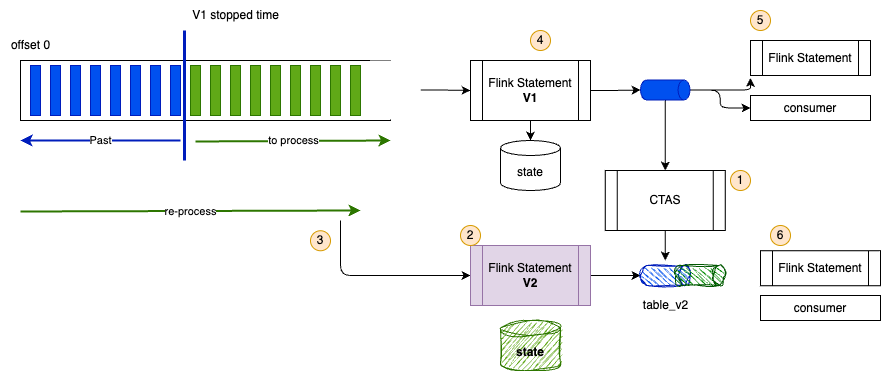 V1 stopped time
offset 0
Past
to process
re-process
3
4
Flink Statement
V1
state
5
Flink Statement
consumer
1
CTAS
2
Flink Statement
V2
state
table_v2
6
Flink Statement
consumer